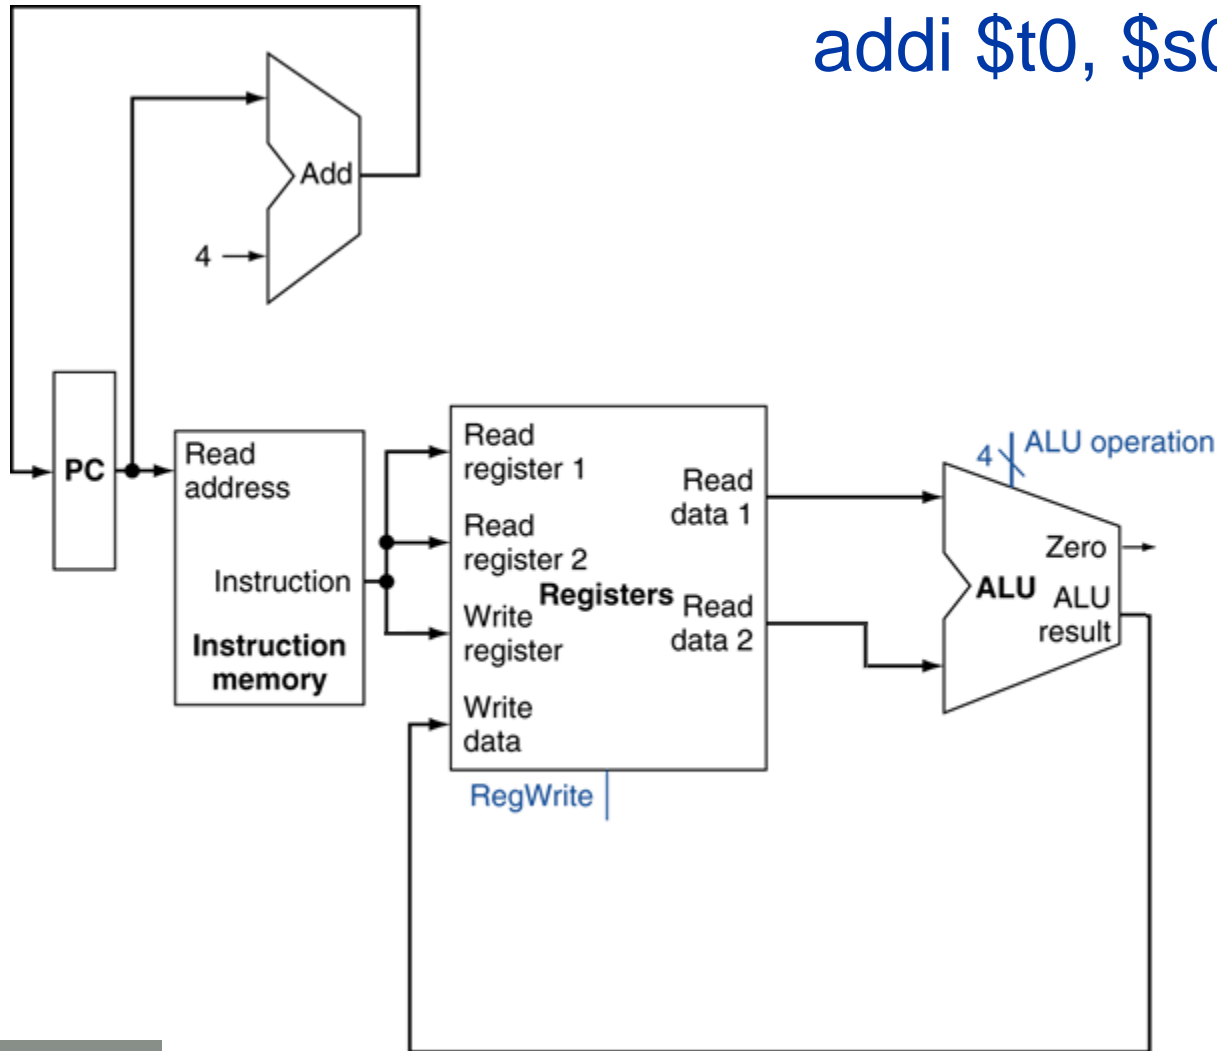 addi $t0, $s0
Add
4
PC
Read
address
Instruction
Instruction
memory
Read
register 1
Read
register 2
Write
register
Write
data
Registers
Read
data 1
Read
data 2
RegWrite
4
ALU operation
Zero
ALU
ALU
result